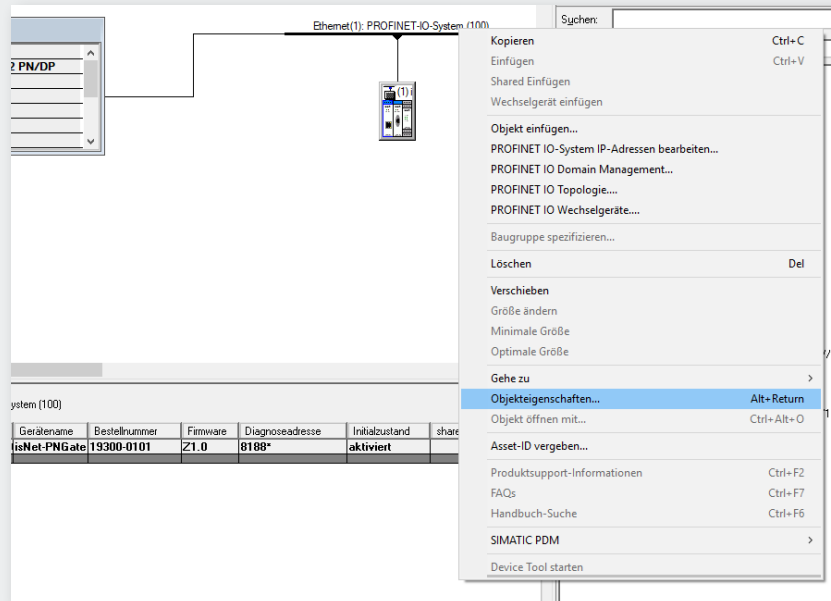 Ethernet(1): PROFINET-IO-System (100)
Suchen:
2 PN/DP
(1) i
Kopieren Ctrl+C
Einfügen Ctrl+V
Shared Einfügen
Wechselgerät einfügen
Objekt einfügen...
PROFINET IO-System IP-Adressen bearbeiten...
PROFINET IO Domain Management...
PROFINET IO Topologie....
PROFINET IO Wechselgeräte....
Baugruppe spezifizieren...
Löschen Del
Verschieben
Größe ändern
Minimale Größe
Optimale Größe
Gehe zu
Objekteigenschaften... Alt+Return
Objekt öffnen mit... Ctrl+Alt+O
Asset-ID vergeben...
Produktsupport-Informationen Ctrl+F2
FAQs Ctrl+F7
Handbuch-Suche Ctrl+F6
SIMATIC PDM
Device Tool starten
ystem (100)
Gerätename Bestellnummer Firmware Diagnoseadresse Initialzustand share
isNet-PNGate 19300-0101 Z1.0 8188* aktiviert